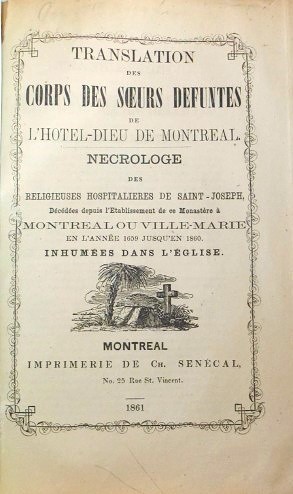 TRANSLATION
DES
CORPS DES SŒURS DEFUNTES
DE
L'HOTEL-DIEU DE MONTREAL.
NECROLOGE
DES
RELIGIEUSES HOSPITALIERES DE SAINT-JOSEPH,
Décédées depuis l'Etablissement de ce Monastère à
MONTREAL OU VILLE-MARIE
EN L'ANNÉE 1659 JUSQU'EN 1860.
INHUMÉES DANS L'ÉGLISE.
MONTREAL
IMPRIMERIE DE CH. SENÉCAL,
No. 25 Rue St. Vincent.
1861